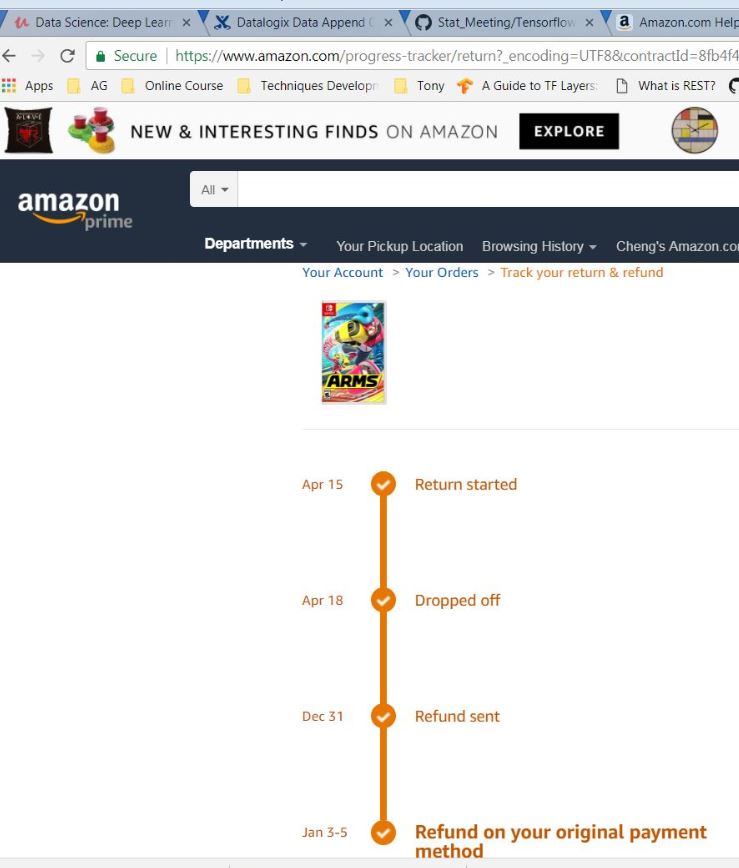 Data Science: Deep Learn
Datalogix Data Append
Stat_Meeting/Tensorflow
Amazon.com Help
Secure
https://www.amazon.com/progress-tracker/return?_encoding=UTF8&contractId=8fb4f4
Apps
AG
Online Course
Techniques Develop
Tony
A Guide to TF Layers:
What is REST?
NEW & INTERESTING FINDS ON AMAZON
EXPLORE
amazon
prime
All
Departments
Your Pickup Location
Browsing History
Cheng's Amazon.co
Your Account > Your Orders > Track your return & refund
ARMS
Apr 15
Return started
Apr 18
Dropped off
Dec 31
Refund sent
Jan 3-5
Refund on your original payment
method